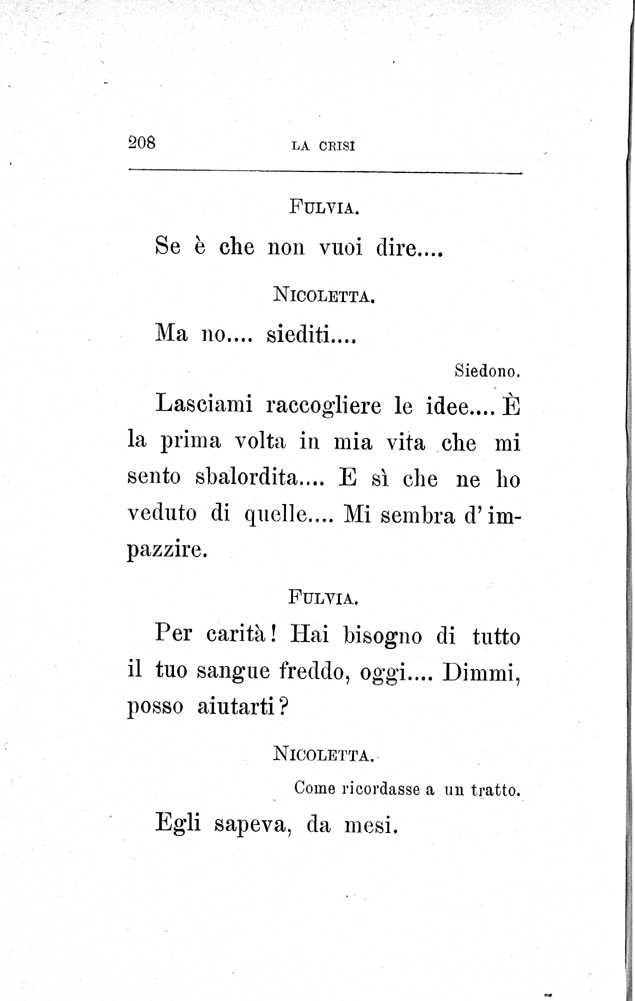 208 LA CRISI
FULVIA.
Se è che non vuoi dire....
NICOLETTA.
Ma no.... siediti....
Siedono.
Lasciami raccogliere le idee.... È
la prima volta in mia vita che mi
sento sbalordita.... E sì che ne ho
veduto di quelle.... Mi sembra d' im-
pazzire.
FULVIA.
Per carità! Hai bisogno di tutto
il tuo sangue freddo, oggi.... Dimmi,
posso aiutarti?
NICOLETTA.
Come ricordasse a un tratto.
Egli sapeva, da mesi.